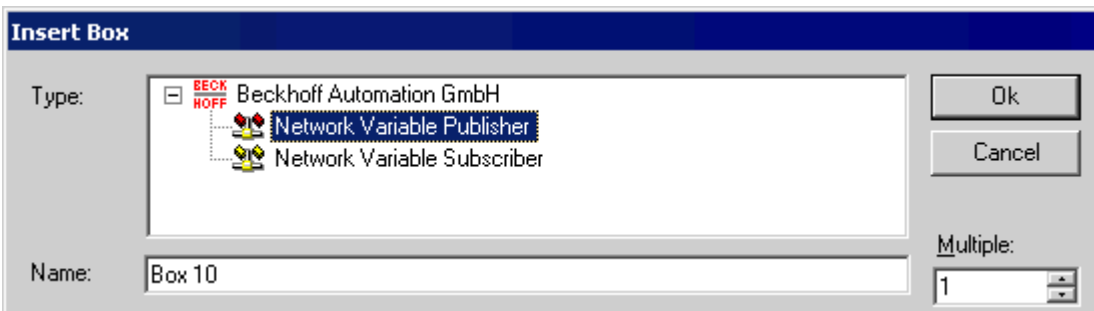 Insert Box
Type:
BECK
HOFF
Beckhoff Automation GmbH
Network Variable Publisher
Network Variable Subscriber
Ok
Cancel
Multiple:
1
Name:
Box 10